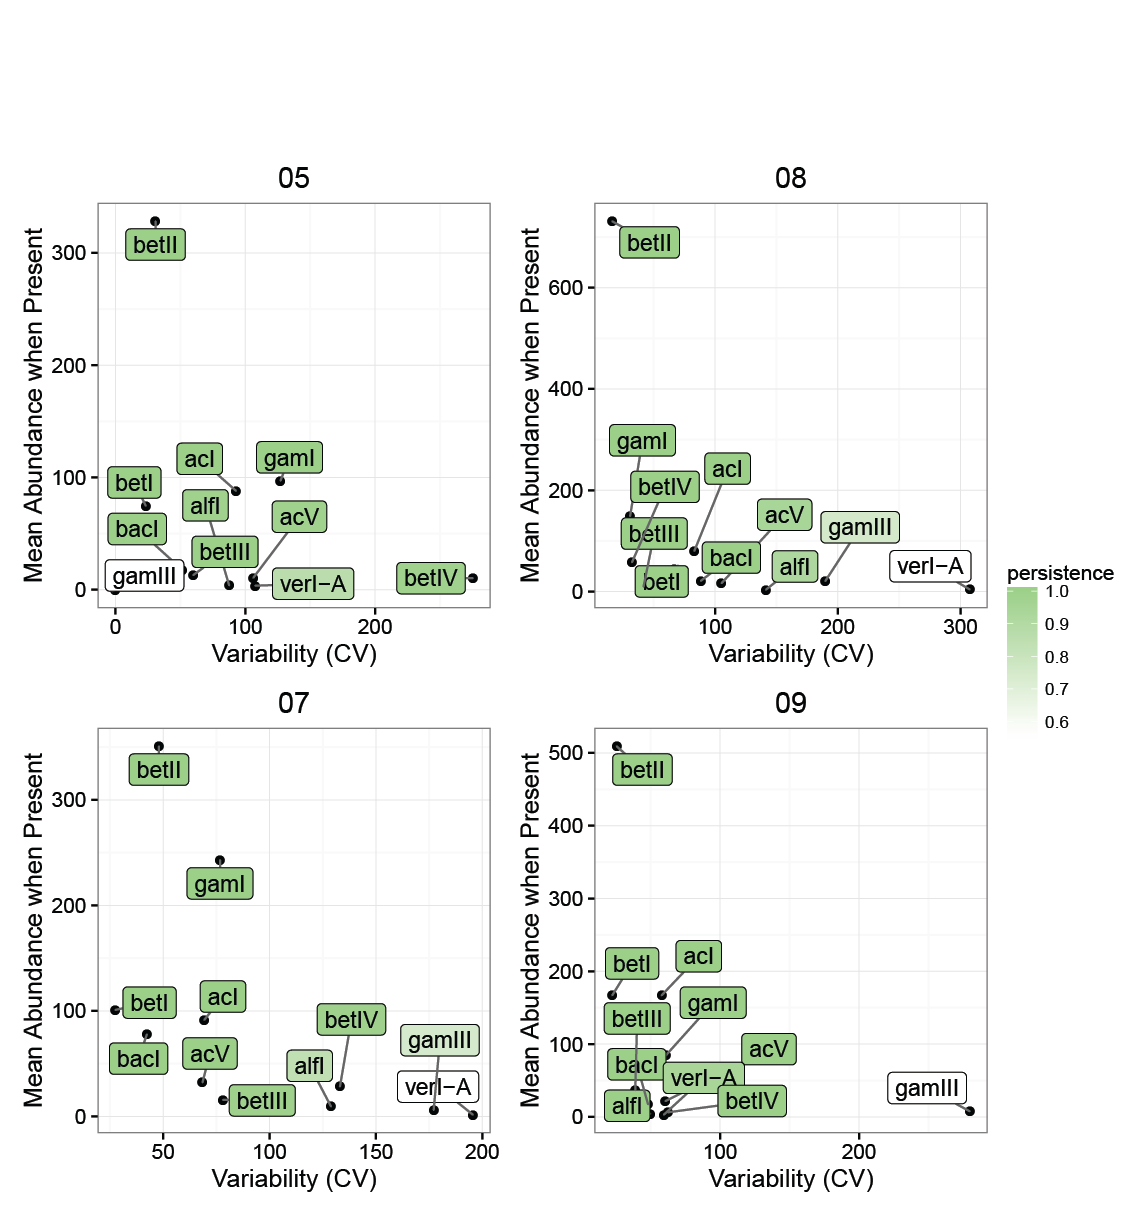 05
Mean Abundance when Present
300
200
100
0
betII
acI
gamI
betI
alfI
acV
bacI
betIII
gamIII
verI−A
betIV
0
100
200
Variability (CV)
08
Mean Abundance when Present
600
400
200
0
betII
gamI
acI
betIV
acV
betIII
gamIII
bacI
alfI
verI−A
betI
100
200
300
Variability (CV)
persistence
1.0
0.9
0.8
0.7
0.6
07
Mean Abundance when Present
300
200
100
0
betII
gamI
betI
acI
betIV
bacI
acV
alfI
gamIII
verI−A
betIII
50
100
150
200
Variability (CV)
09
Mean Abundance when Present
500
400
300
200
100
0
betII
betI
acI
betIII
gamI
bacI
acV
verI−A
alfI
betIV
gamIII
100
200
Variability (CV)